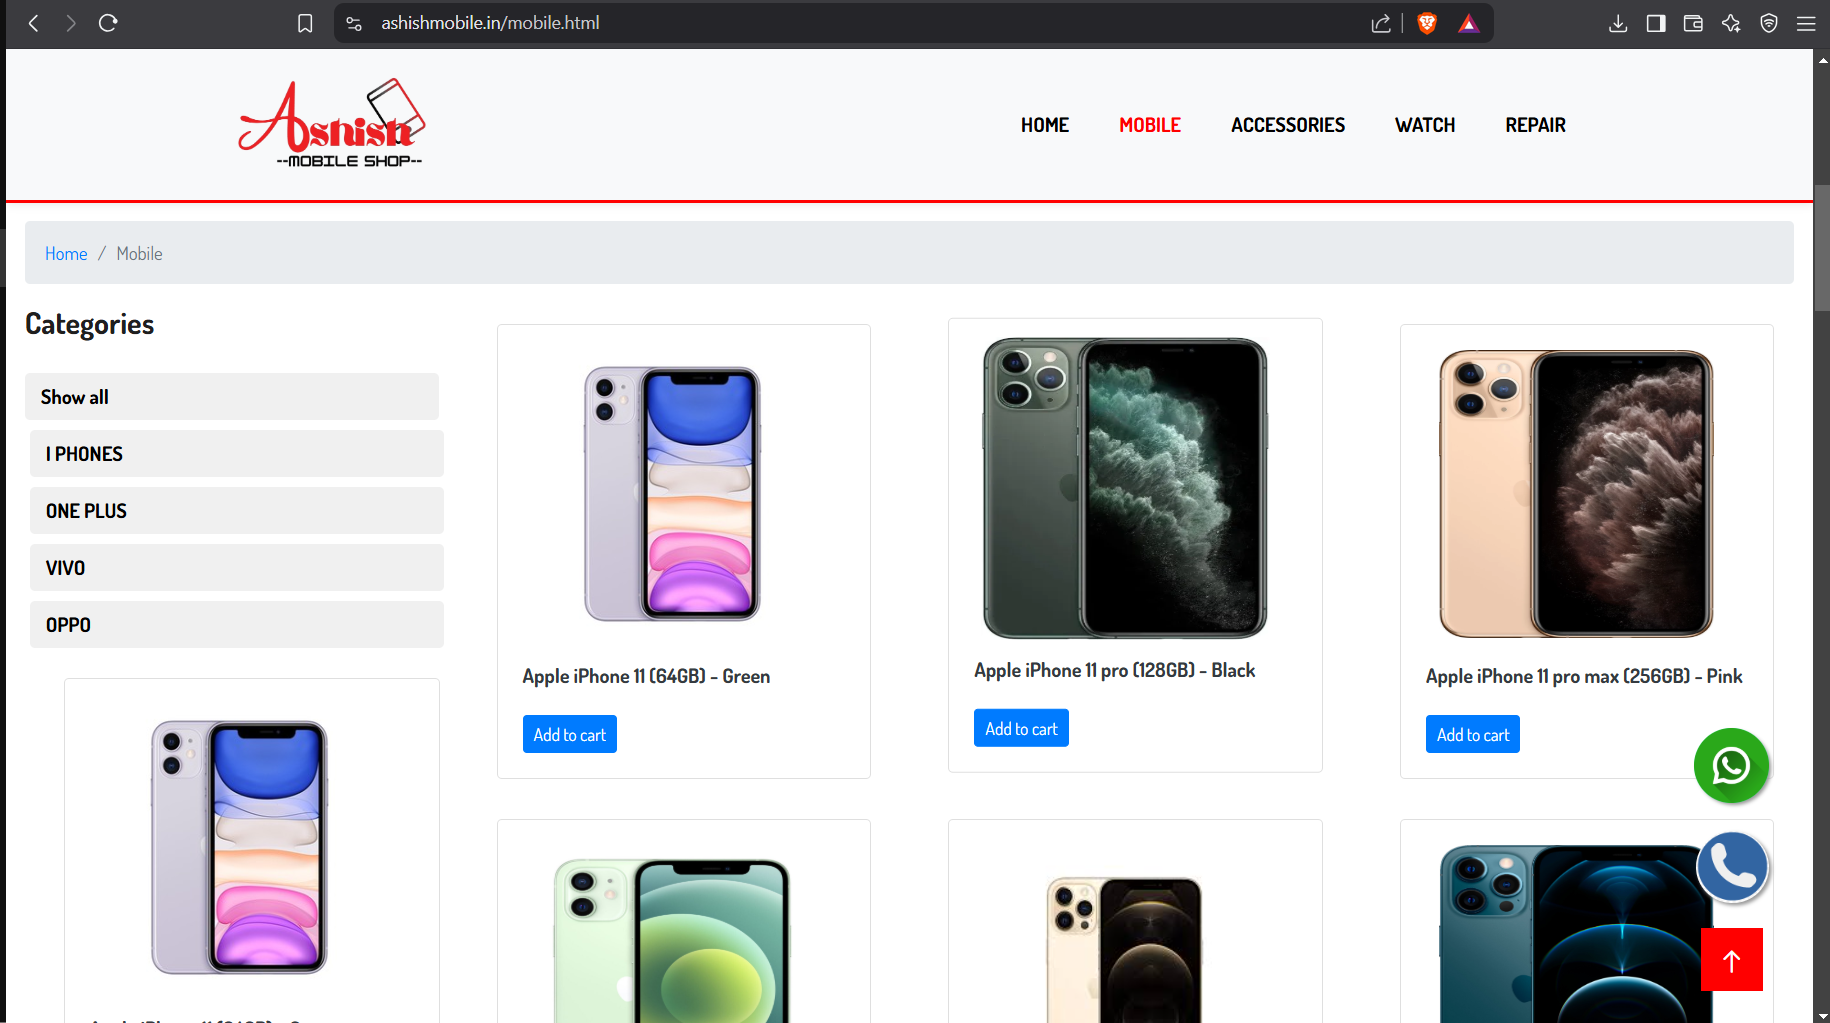 ashishmobile.in/mobile.html
Ashish
--MOBILE SHOP--
HOME
MOBILE
ACCESSORIES
WATCH
REPAIR
Home / Mobile
Categories
Show all
I PHONES
ONE PLUS
VIVO
OPPO
Apple iPhone 11 (64GB) - Green
Add to cart
Apple iPhone 11 pro (128GB) - Black
Add to cart
Apple iPhone 11 pro max (256GB) - Pink
Add to cart